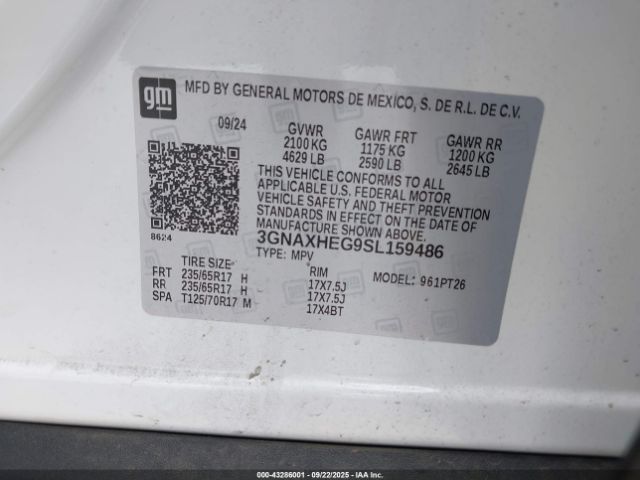 gm
MFD BY GENERAL MOTORS DE MEXICO, S. DE R.L. DE C.V.
09/24 GVWR GAWR FRT GAWR RR
2100 KG 1175 KG 1200 KG
4629 LB 2590 LB 2645 LB
THIS VEHICLE CONFORMS TO ALL
APPLICABLE U.S. FEDERAL MOTOR
VEHICLE SAFETY AND THEFT PREVENTION
STANDARDS IN EFFECT ON THE DATE OF
MANUFACTURE SHOWN ABOVE.
8624 3GNAXHEG9SL159486
TYPE: MPV
TIRE SIZE RIM MODEL: 961PT26
FRT 235/65R17 H 17X7.5J
RR 235/65R17 H 17X7.5J
SPA T125/70R17 M 17X4BT
000-43286001 - 09/22/2025 - IAAI.com